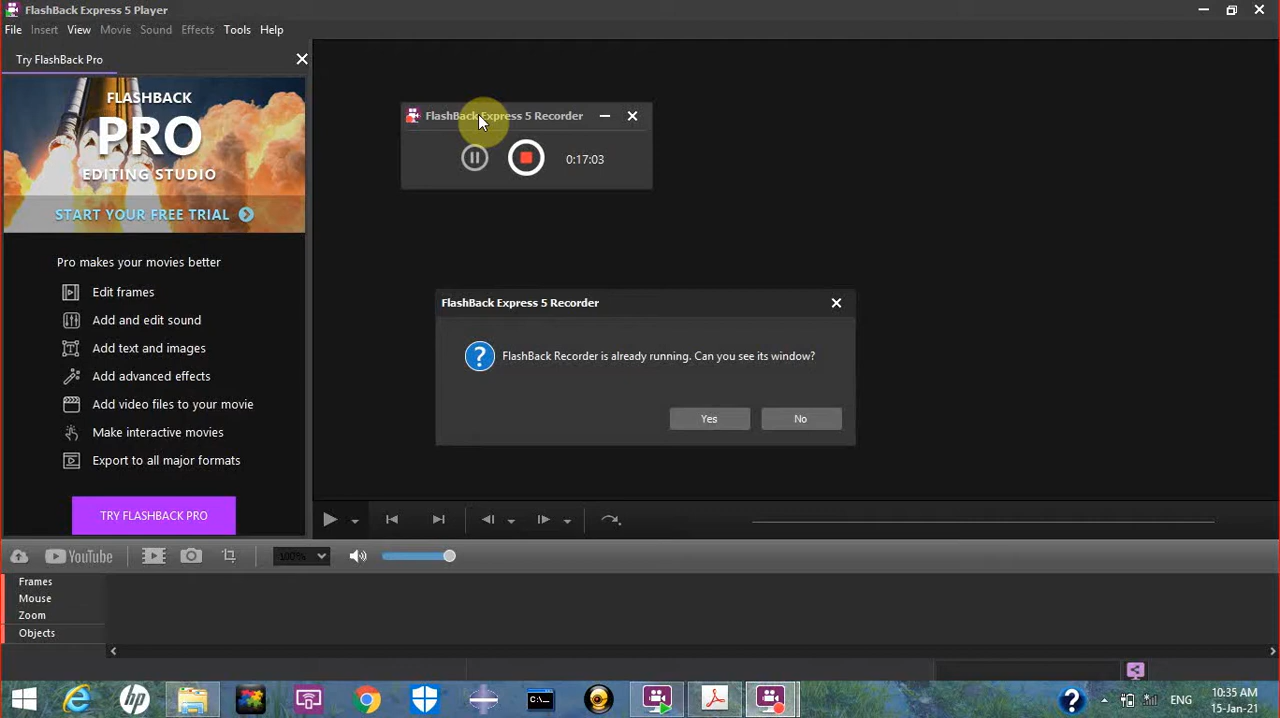 FlashBack Express 5 Player
File Insert View Movie Sound Effects Tools Help
Try FlashBack Pro
FLASHBACK
PRO
EDITING STUDIO
START YOUR FREE TRIAL
Pro makes your movies better
Edit frames
Add and edit sound
Add text and images
Add advanced effects
Add video files to your movie
Make interactive movies
Export to all major formats
TRY FLASHBACK PRO
FlashBack Express 5 Recorder
0:17:03
FlashBack Express 5 Recorder
FlashBack Recorder is already running. Can you see its window?
Yes No
YouTube 100%
Frames
Mouse
Zoom
Objects
hp C:\_ ENG
10:35 AM
15-Jan-21